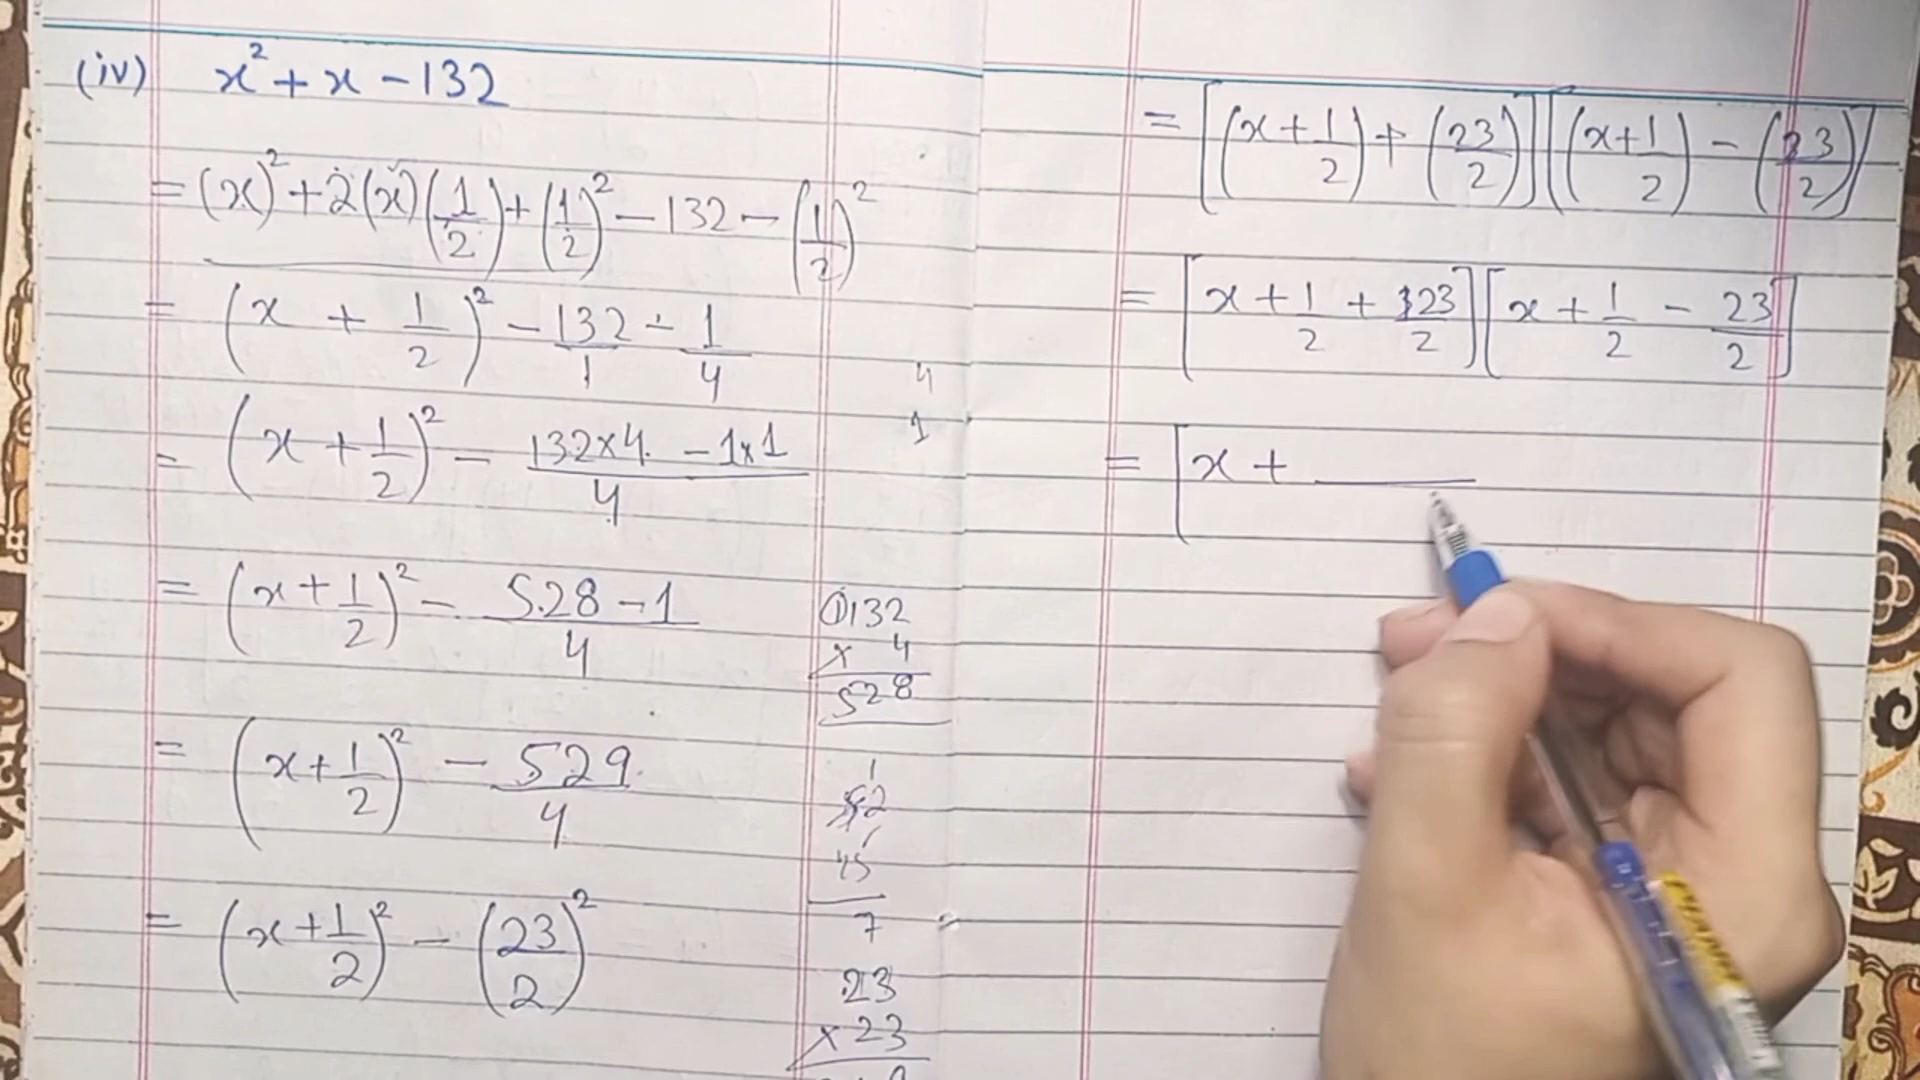 (iv) x² + x - 132
= (x)² + 2(x)(1/2) + (1/2)² - 132 - (1/2)²
= (x + 1/2)² - 132/1 - 1/4
4
1
= (x + 1/2)² - 132×4 - 1×1/4
= (x + 1/2)² - 528 - 1/4
132
× 4
528
= (x + 1/2)² - 529/4
= (x + 1/2)² - (23/2)²
7
23
× 23
= [(x + 1/2) + (23/2)] [(x + 1/2) - (23/2)]
= [x + 1/2 + 23/2] [x + 1/2 - 23/2]
= [x +